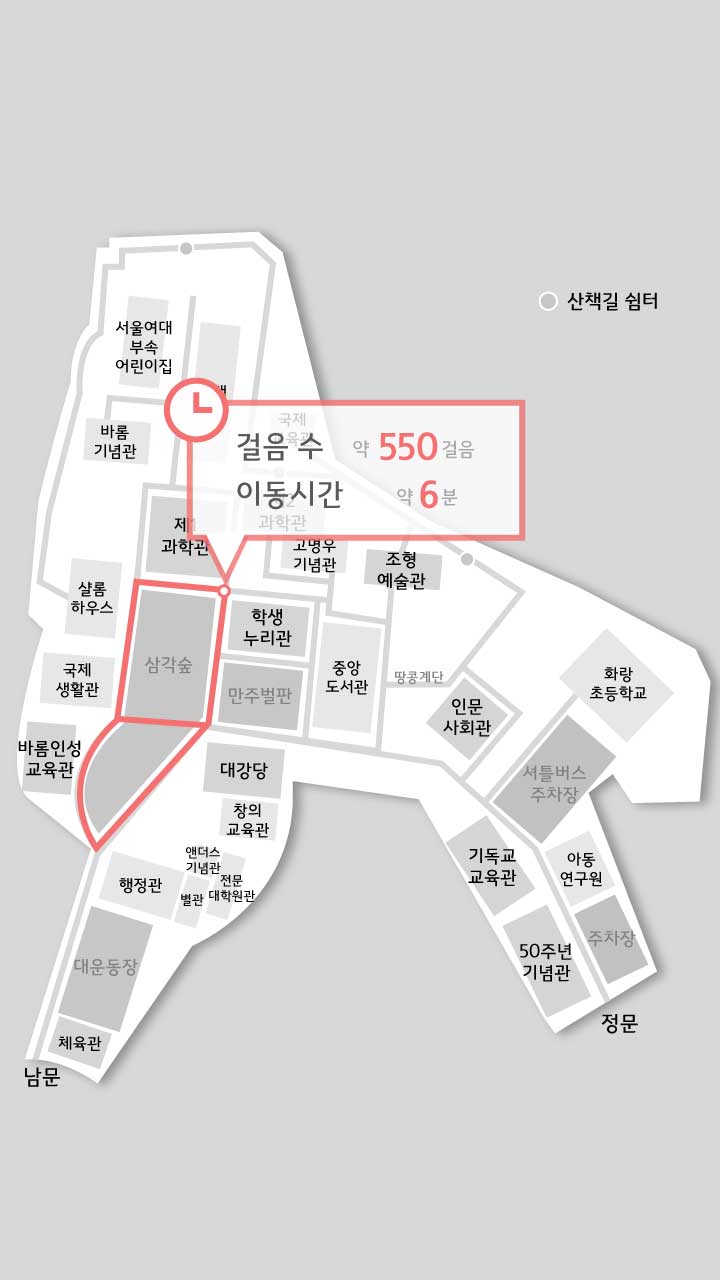 산책길 쉼터
서울여대
부속
어린이집
바롬
기념관
국제
걸음 수 약 550 걸음
이동시간 약 6 분
제1
과학관
과학관
고명우
기념관
조형
예술관
샬롬
하우스
학생
누리관
삼각숲
국제
생활관
만주벌판
중앙
도서관
땅콩계단
인문
사회관
화랑
초등학교
바롬인성
교육관
대강당
셔틀버스
주차장
창의
교육관
앤더스
기념관
행정관
별관
전문
대학원관
기독교
교육관
아동
연구원
대운동장
50주년
기념관
주차장
체육관
정문
남문